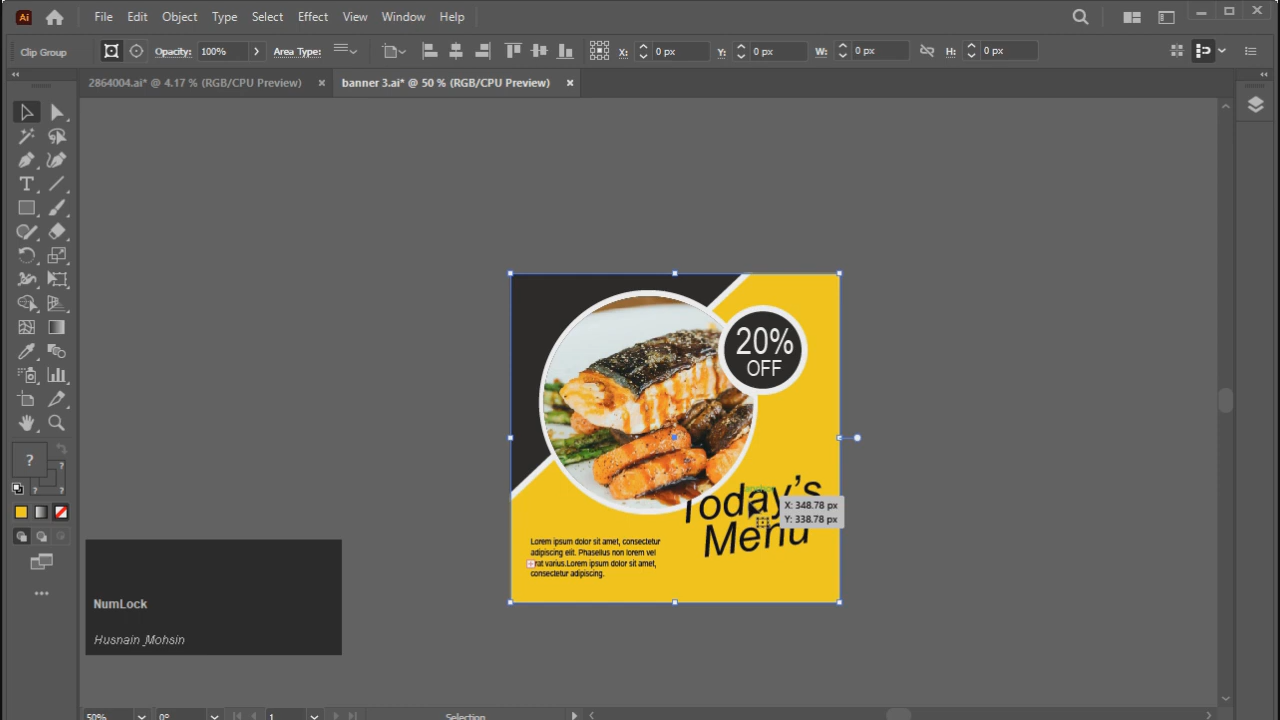 Ai File Edit Object Type Select Effect View Window Help
Clip Group Opacity: 100% Area Type: X: 0 px Y: 0 px W: 0 px H: 0 px
2864004.ai* @ 4.17 % (RGB/CPU Preview) × banner 3.ai* @ 50 % (RGB/CPU Preview) ×
20%
OFF
Today's
Menu
X: 348.78 px
Y: 338.78 px
Lorem ipsum dolor sit amet, consectetur
adipiscing elit. Phasellus non lorem vel
rat varius.Lorem ipsum dolor sit amet,
consectetur adipiscing.
?
?
? ?
NumLock
Husnain_Mohsin
50% 0° 1 Selection